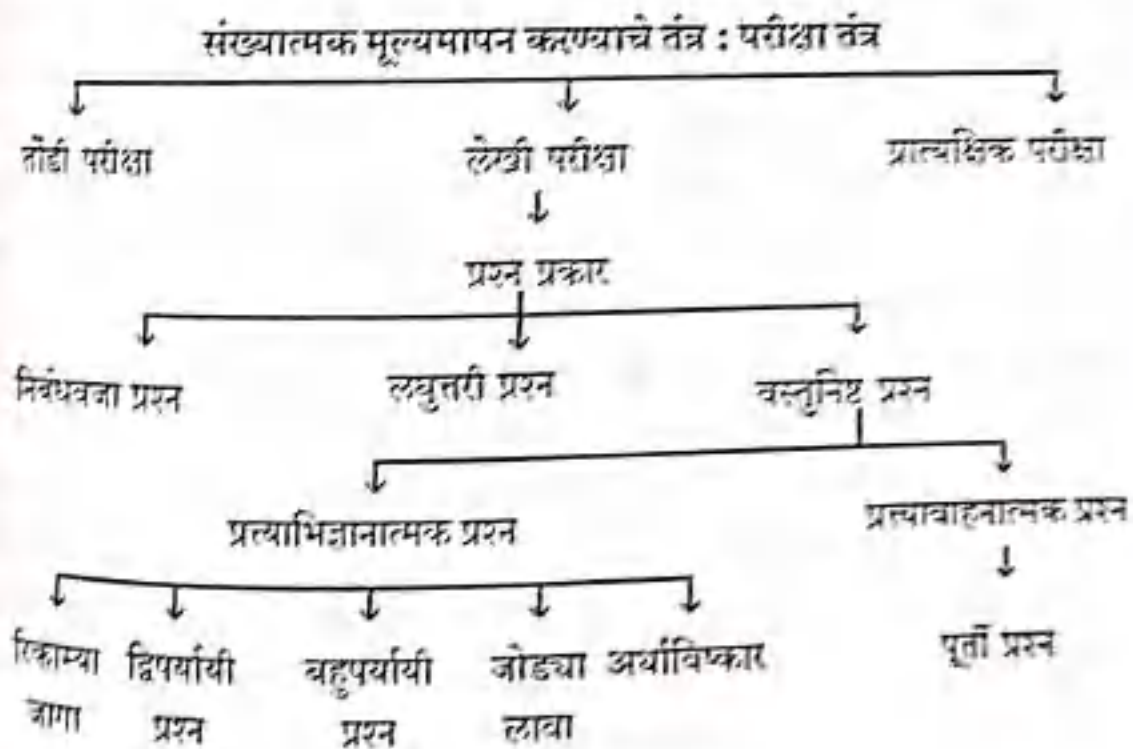 संख्यात्मक मूल्यमापन करण्याचे तंत्र : परीक्षा तंत्र
तोंडी परीक्षा लेखी परीक्षा प्रात्यक्षिक परीक्षा
प्रश्न प्रकार
निबंधवजा प्रश्न लघुत्तरी प्रश्न वस्तुनिष्ट प्रश्न
प्रत्याभिज्ञानात्मक प्रश्न प्रत्यावाहनात्मक प्रश्न
रिकाम्या द्विपर्यायी बहुपर्यायी जोड्या अर्थाविष्कार पूर्ती प्रश्न
जागा प्रश्न प्रश्न लावा